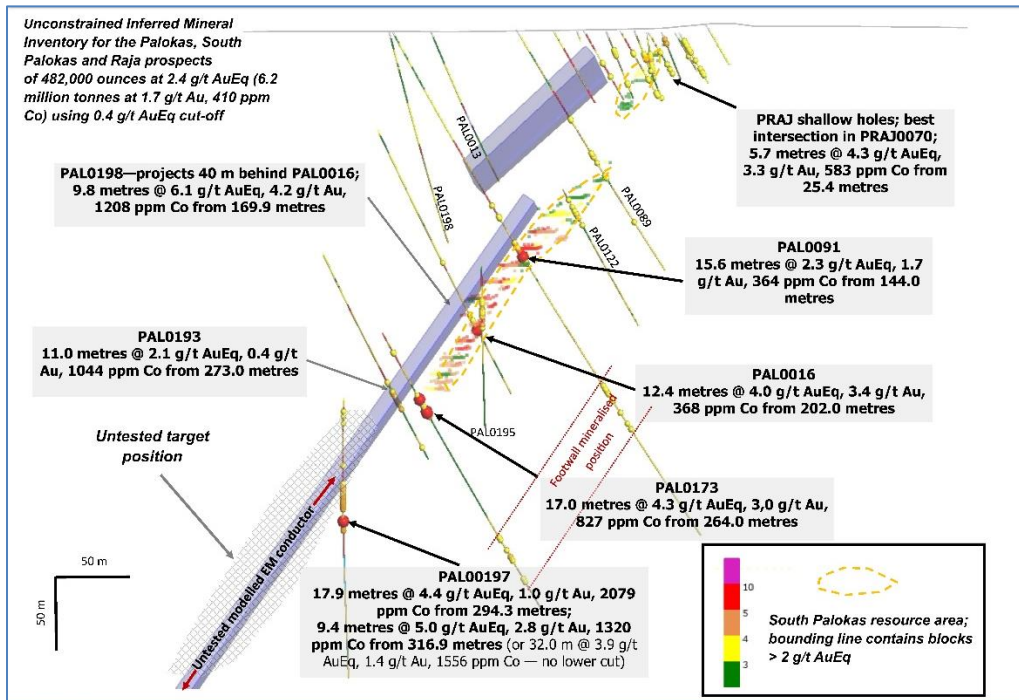 Unconstrained Inferred Mineral
Inventory for the Palokas, South
Palokas and Raja prospects
of 482,000 ounces at 2.4 g/t AuEq (6.2
million tonnes at 1.7 g/t Au, 410 ppm
Co) using 0.4 g/t AuEq cut-off
PAL0013
PRAJ shallow holes; best
intersection in PRAJ0070;
5.7 metres @ 4.3 g/t AuEq,
3.3 g/t Au, 583 ppm Co from
25.4 metres
PAL0198—projects 40 m behind PAL0016;
9.8 metres @ 6.1 g/t AuEq, 4.2 g/t Au,
1208 ppm Co from 169.9 metres
PAL0198
PAL0089
PAL0122
PAL0091
15.6 metres @ 2.3 g/t AuEq, 1.7
g/t Au, 364 ppm Co from 144.0
metres
PAL0193
11.0 metres @ 2.1 g/t AuEq, 0.4 g/t
Au, 1044 ppm Co from 273.0 metres
PAL0016
12.4 metres @ 4.0 g/t AuEq, 3.4 g/t Au,
368 ppm Co from 202.0 metres
PAL0195
Untested target
position
Footwall mineralised
position
PAL0173
17.0 metres @ 4.3 g/t AuEq, 3,0 g/t Au,
827 ppm Co from 264.0 metres
Untested modelled EM conductor
50 m
50 m
PAL00197
17.9 metres @ 4.4 g/t AuEq, 1.0 g/t Au, 2079
ppm Co from 294.3 metres;
9.4 metres @ 5.0 g/t AuEq, 2.8 g/t Au, 1320
ppm Co from 316.9 metres (or 32.0 m @ 3.9 g/t
AuEq, 1.4 g/t Au, 1556 ppm Co — no lower cut)
10
5
4
3
South Palokas resource area;
bounding line contains blocks
> 2 g/t AuEq